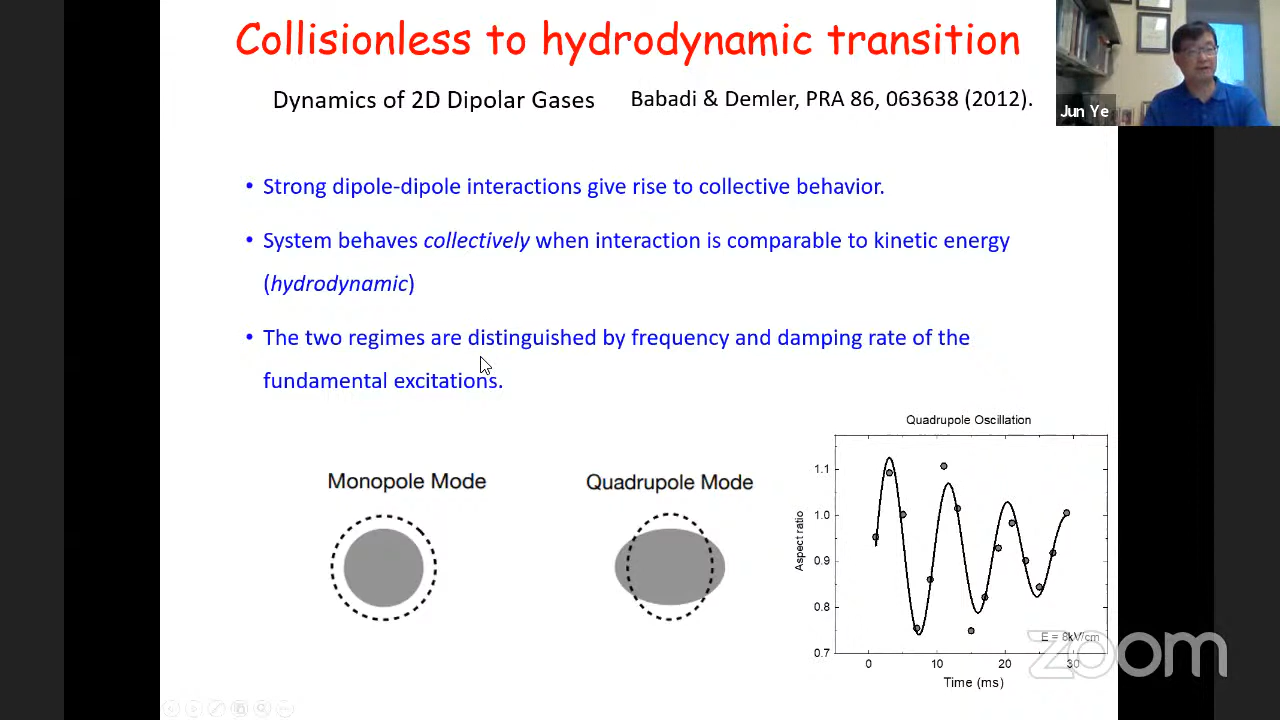 Collisionless to hydrodynamic transition
Dynamics of 2D Dipolar Gases Babadi & Demler, PRA 86, 063638 (2012).
Jun Ye
• Strong dipole-dipole interactions give rise to collective behavior.
• System behaves collectively when interaction is comparable to kinetic energy
(hydrodynamic)
• The two regimes are distinguished by frequency and damping rate of the
fundamental excitations.
Monopole Mode
Quadrupole Mode
Quadrupole Oscillation
Aspect ratio
1.1
1.0
0.9
0.8
0.7
E = 8kV/cm
0 10 20 30
Time (ms)
zoom